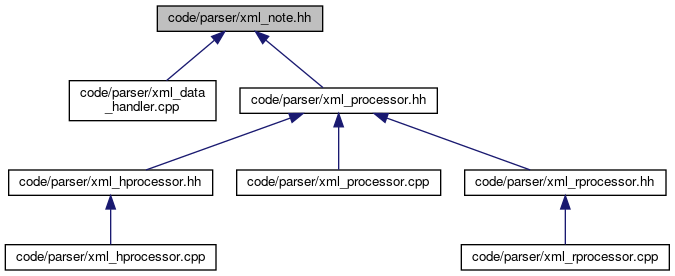 code/parser/xml_note.hh
code/parser/xml_data
_handler.cpp
code/parser/xml_processor.hh
code/parser/xml_hprocessor.hh
code/parser/xml_processor.cpp
code/parser/xml_rprocessor.hh
code/parser/xml_hprocessor.cpp
code/parser/xml_rprocessor.cpp